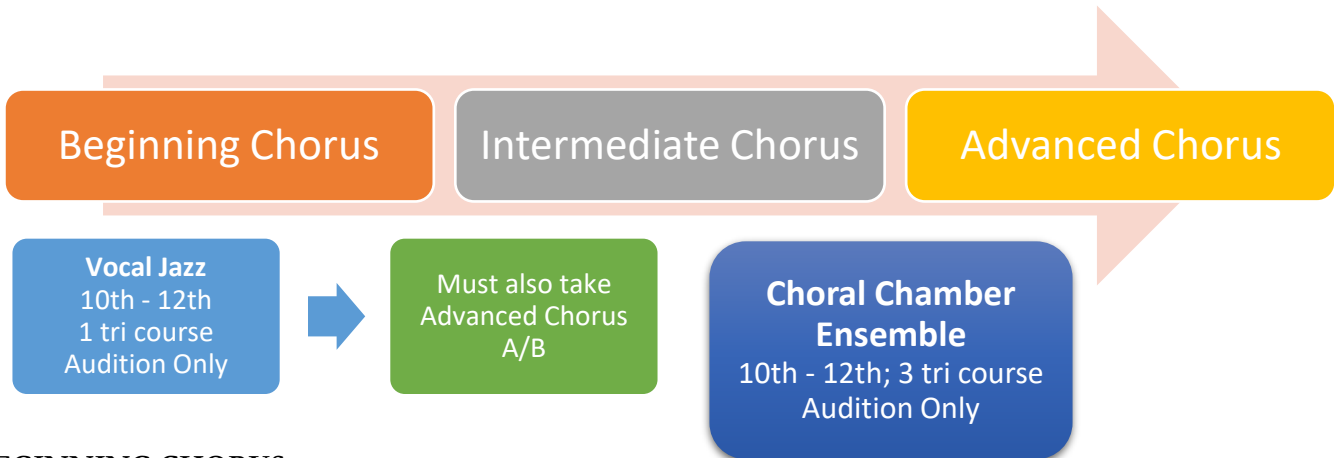 Beginning Chorus
Intermediate Chorus
Advanced Chorus
Vocal Jazz
10th - 12th
1 tri course
Audition Only
Must also take
Advanced Chorus
A/B
Choral Chamber
Ensemble
10th - 12th; 3 tri course
Audition Only